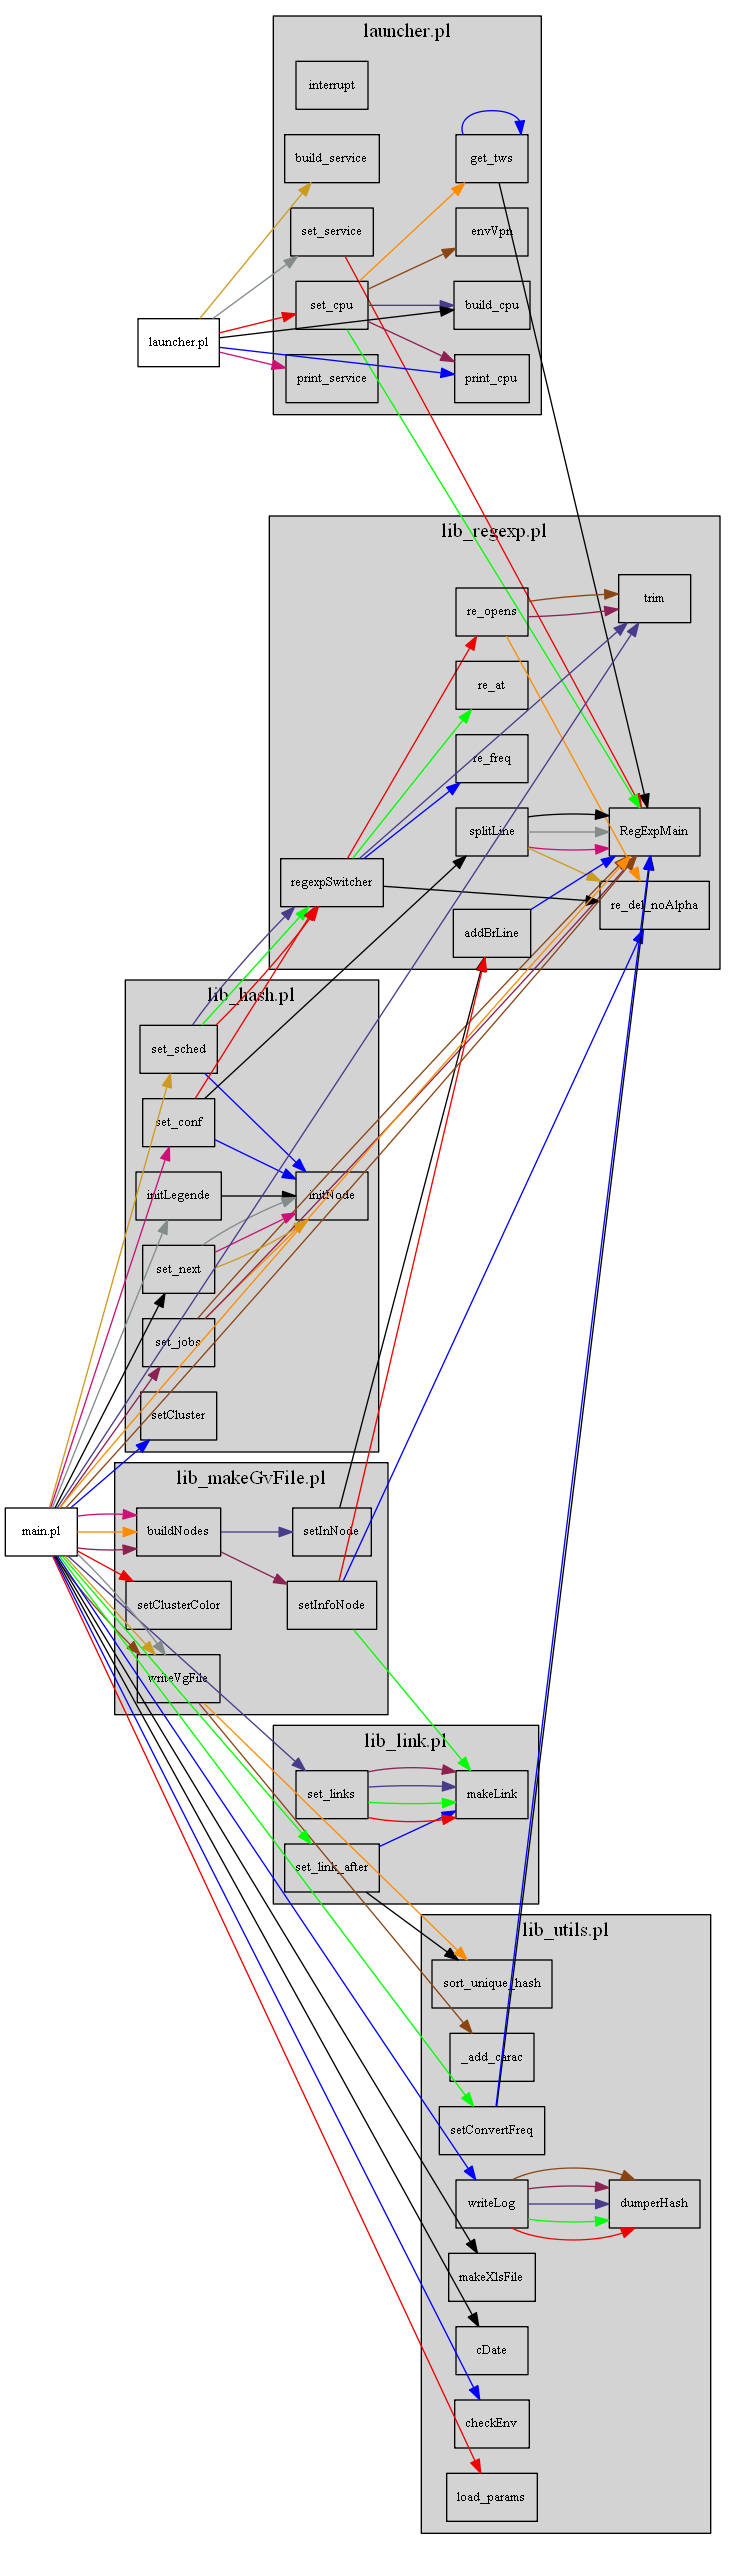 launcher.pl
interrupt
build_service
get_tws
set_service
envVpn
set_cpu
build_cpu
launcher.pl
print_service
print_cpu
lib_regexp.pl
trim
re_opens
re_at
re_freq
splitLine
RegExpMain
regexpSwitcher
re_del_noAlpha
addBrLine
lib_hash.pl
set_sched
set_conf
initLegende
initNode
set_next
set_jobs
setCluster
lib_makeGvFile.pl
main.pl
buildNodes
setInNode
setClusterColor
setInfoNode
writeVgFile
lib_link.pl
set_links
makeLink
set_link_after
lib_utils.pl
sort_unique_hash
_add_carac
setConvertFreq
writeLog
dumperHash
makeXlsFile
cDate
checkEnv
load_params